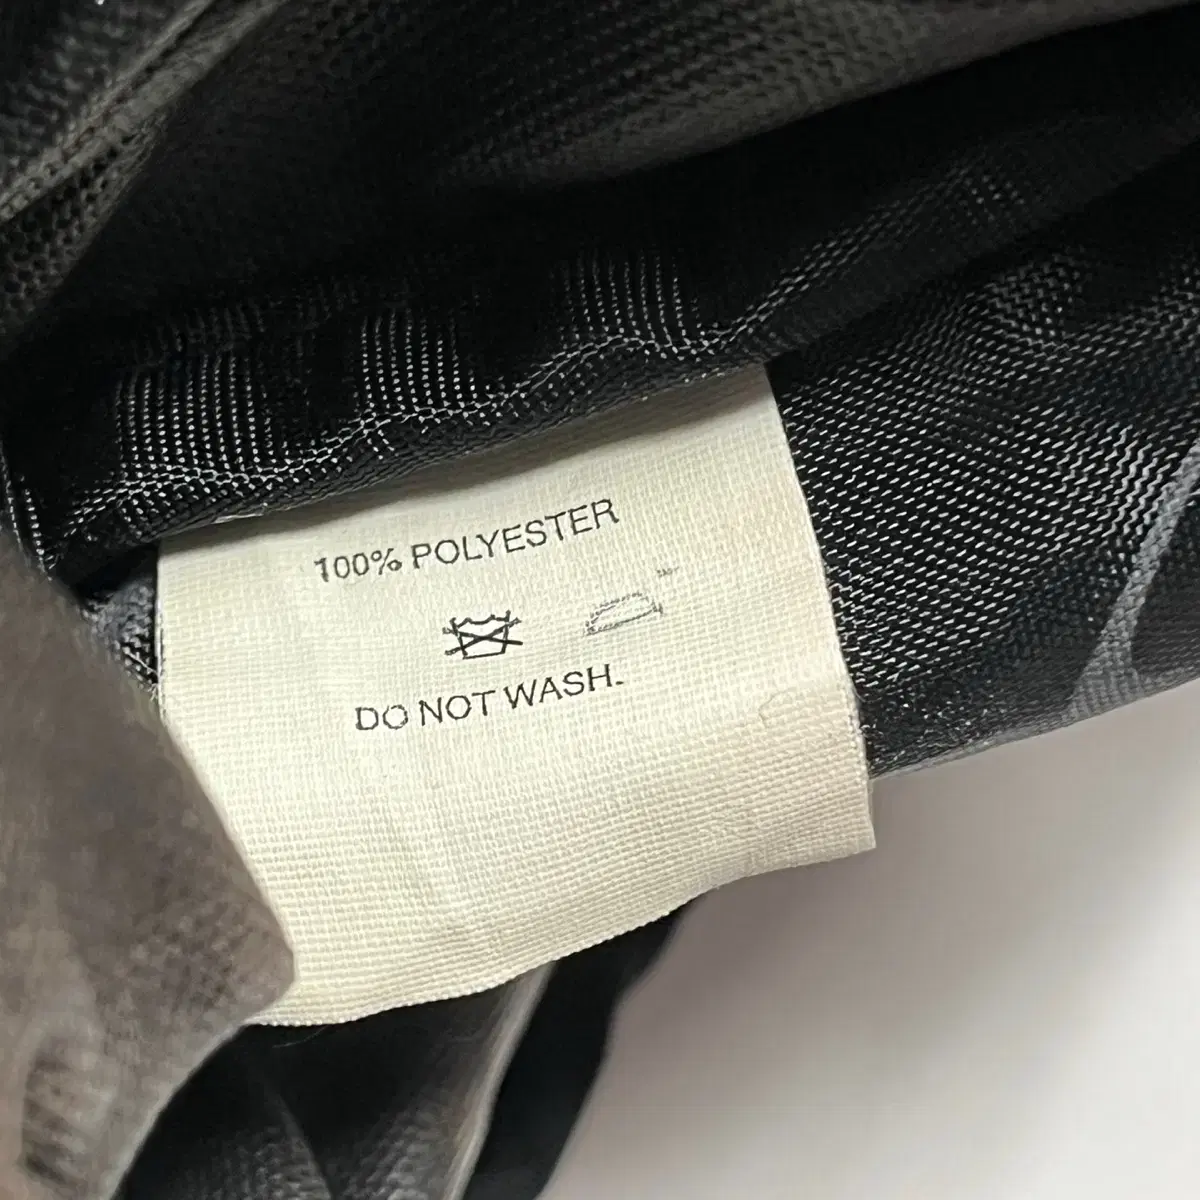 100% POLYESTER
DO NOT WASH.